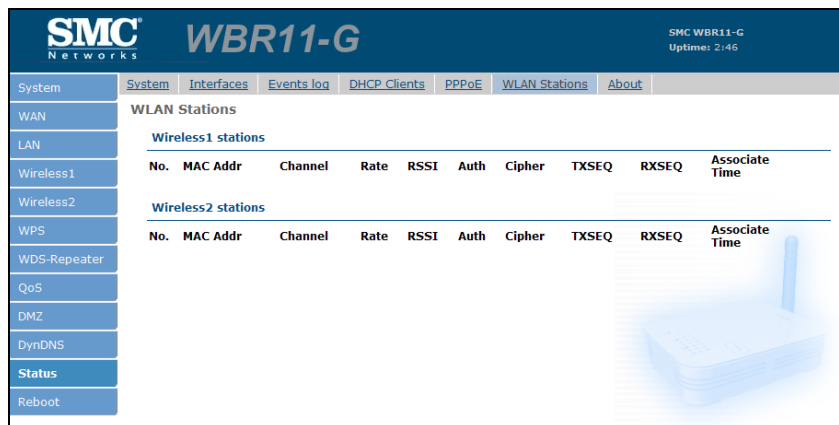 SMC®
Networks
WBR11-G
SMC WBR11-G
Uptime: 2:46
System
WAN
LAN
Wireless1
Wireless2
WPS
WDS-Repeater
QoS
DMZ
DynDNS
Status
Reboot
System Interfaces Events log DHCP Clients PPPoE WLAN Stations About
WLAN Stations
Wireless1 stations
No. MAC Addr Channel Rate RSSI Auth Cipher TXSEQ RXSEQ Associate Time
Wireless2 stations
No. MAC Addr Channel Rate RSSI Auth Cipher TXSEQ RXSEQ Associate Time